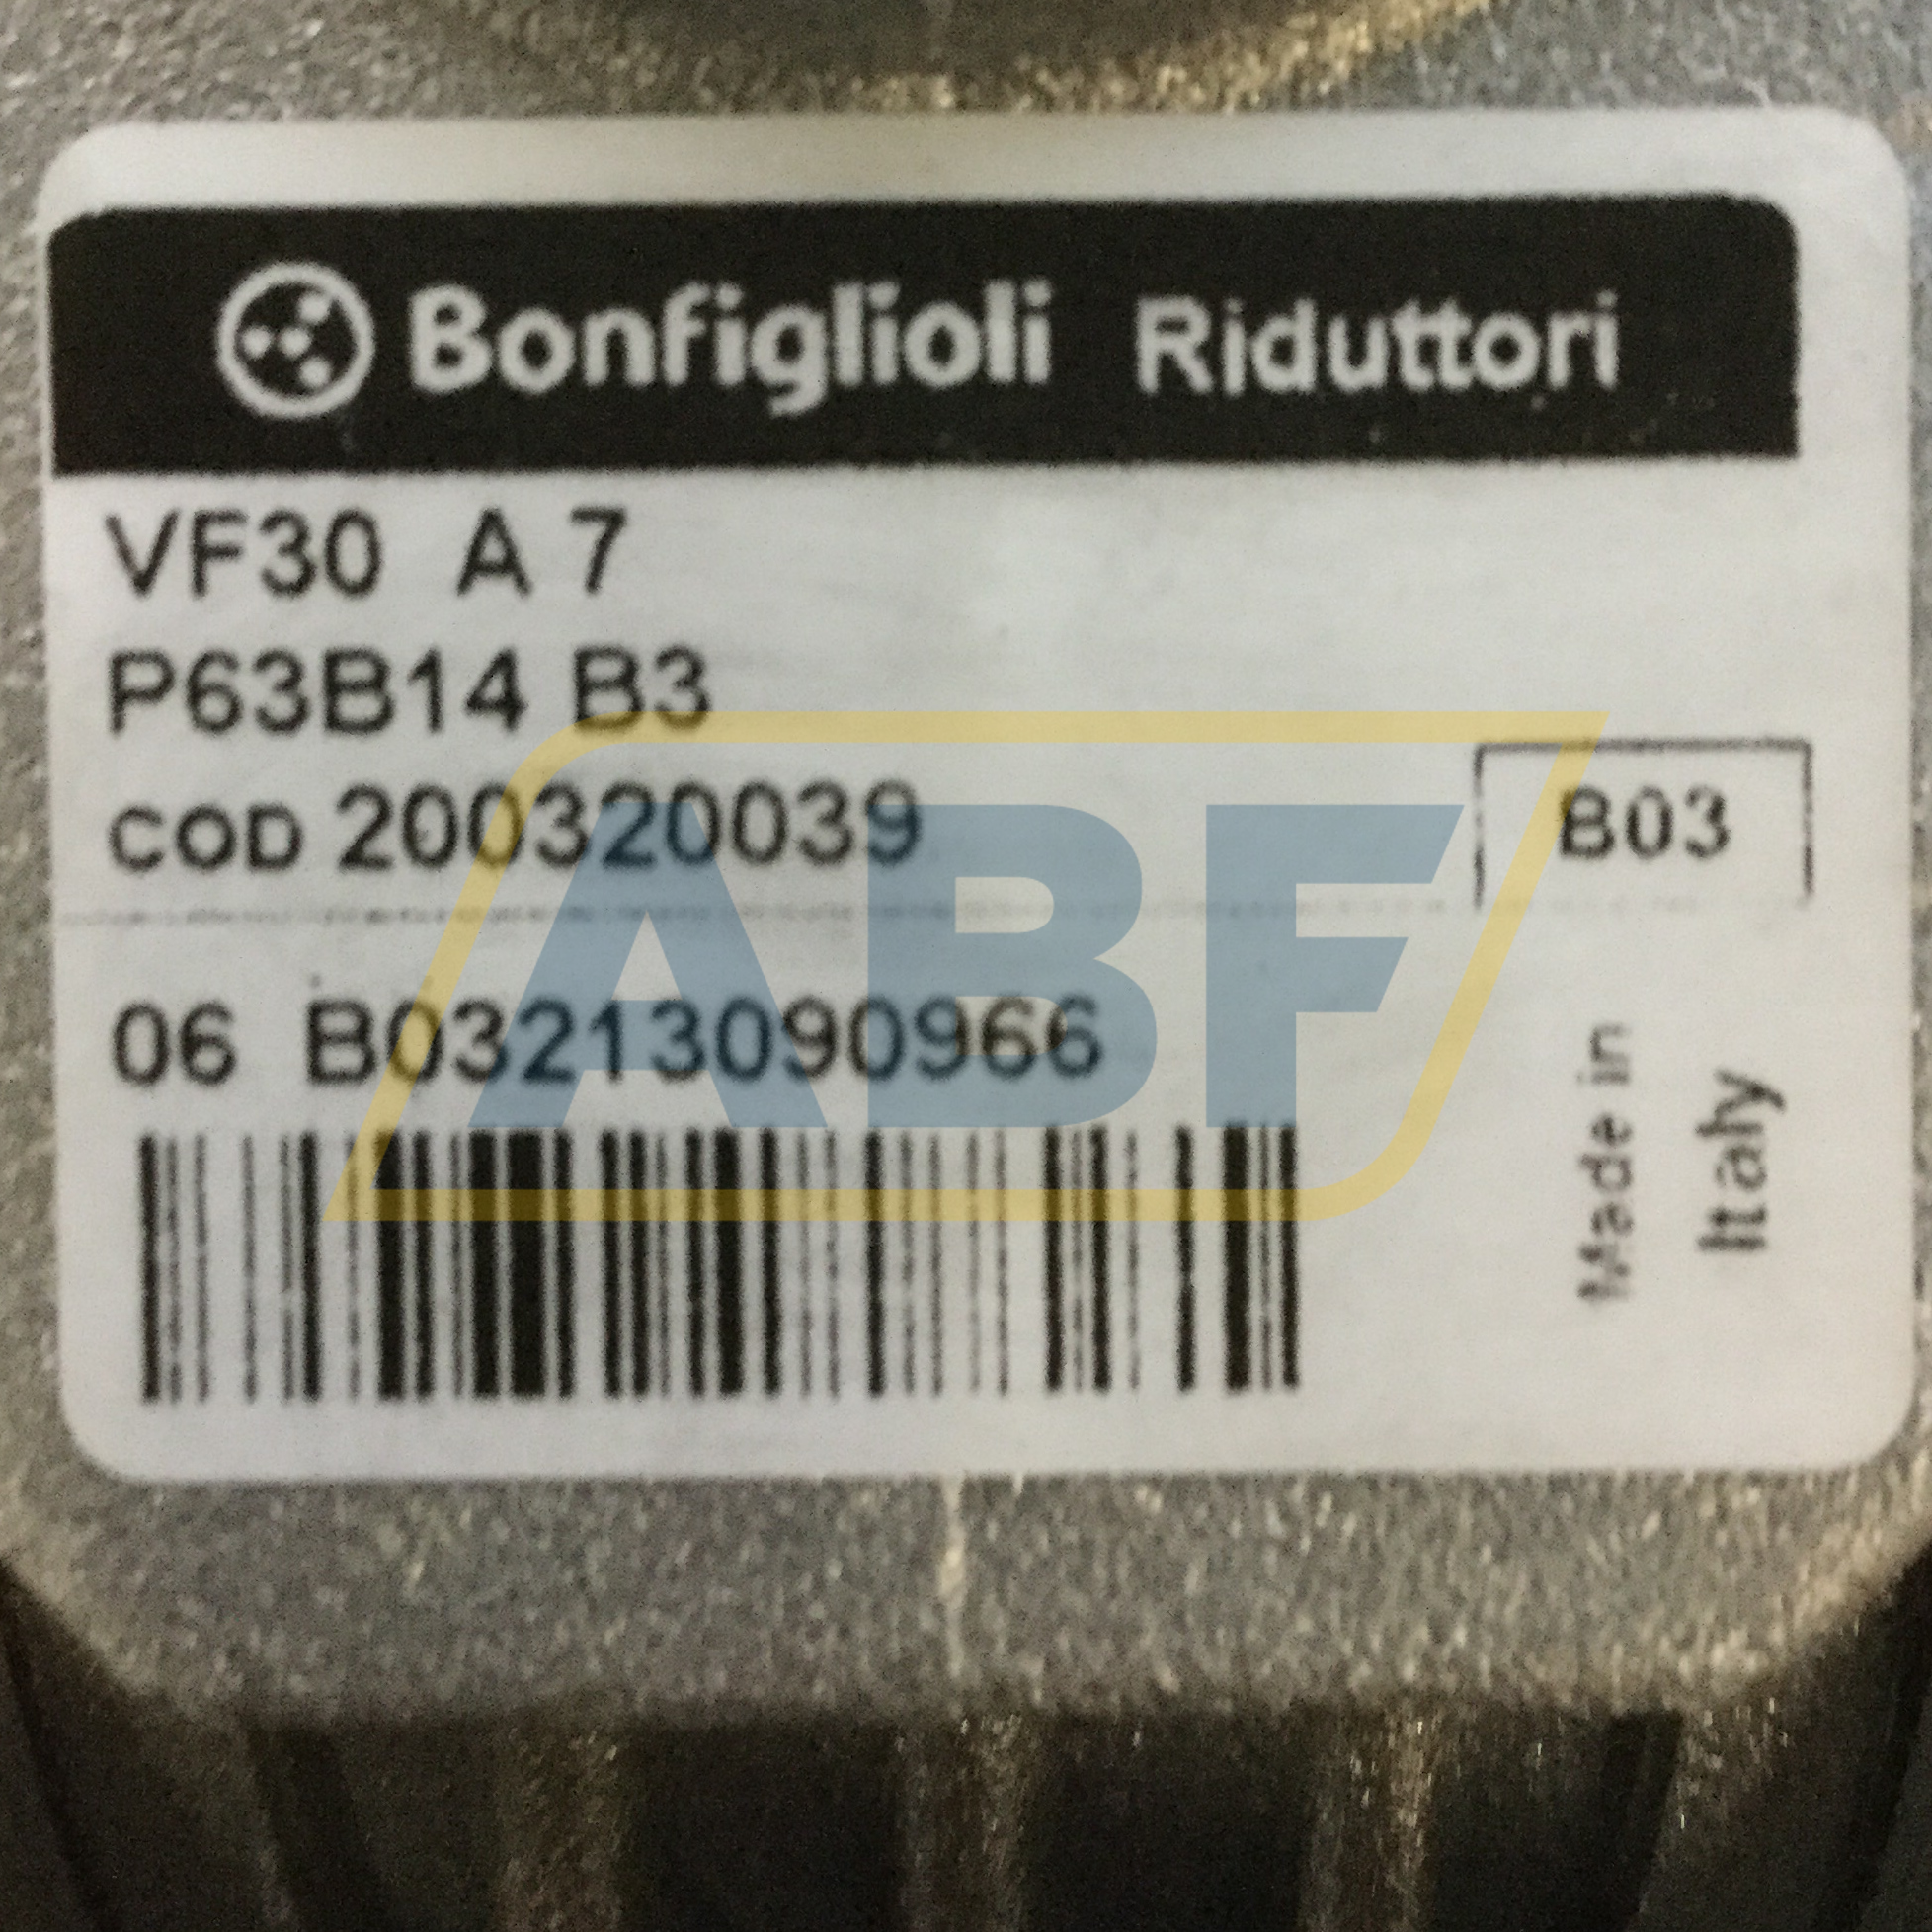 Bonfiglioli Riduttori
VF30 A 7
P63B14 B3
COD 200320039
B03
06 B03213090966
Made in
Italy
ABF